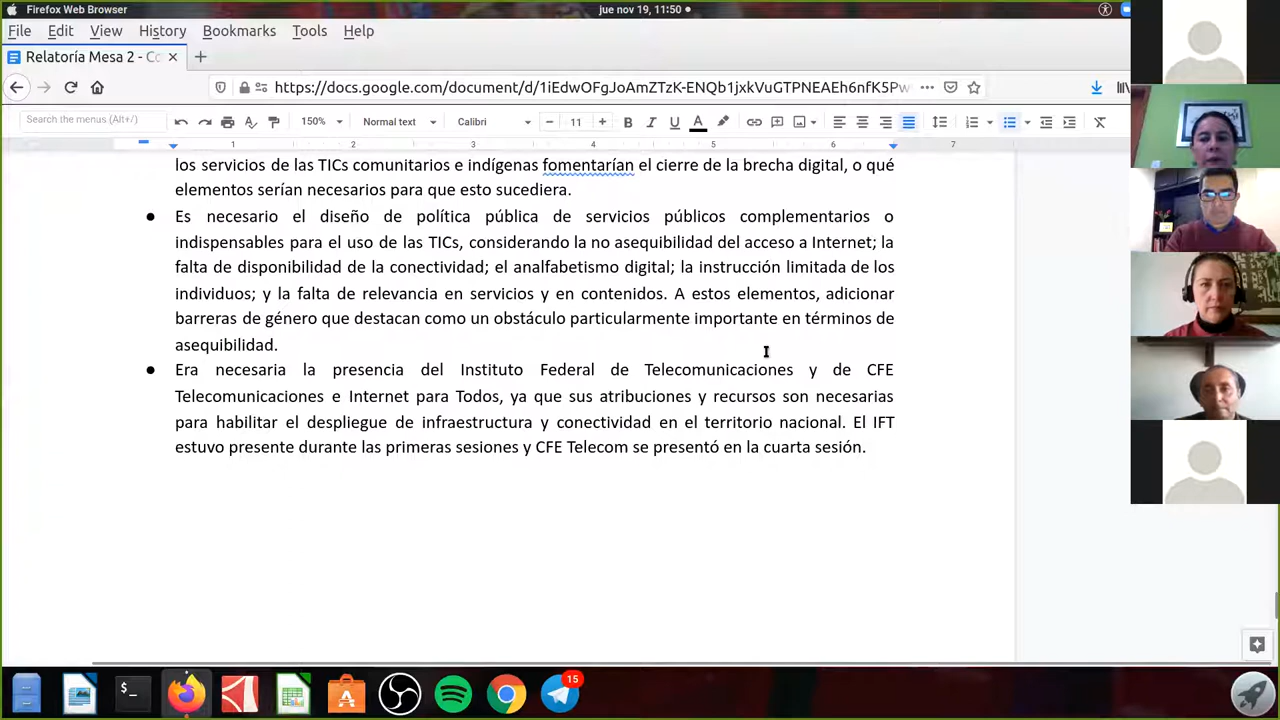 Firefox Web Browser
jue nov 19, 11:50
File Edit View History Bookmarks Tools Help
Relatoría Mesa 2 - Co
https://docs.google.com/document/d/1iEdwOFgJoAmZTzK-ENQb1jxkVuGTPNEAEh6nfK5Pw
Search the menus (Alt+/)
150% Normal text Calibri 11
1 2 3 4 5 6 7
los servicios de las TICs comunitarios e indígenas fomentarían el cierre de la brecha digital, o qué
elementos serían necesarios para que esto sucediera.
● Es necesario el diseño de política pública de servicios públicos complementarios o
indispensables para el uso de las TICs, considerando la no asequibilidad del acceso a Internet; la
falta de disponibilidad de la conectividad; el analfabetismo digital; la instrucción limitada de los
individuos; y la falta de relevancia en servicios y en contenidos. A estos elementos, adicionar
barreras de género que destacan como un obstáculo particularmente importante en términos de
asequibilidad.
● Era necesaria la presencia del Instituto Federal de Telecomunicaciones y de CFE
Telecomunicaciones e Internet para Todos, ya que sus atribuciones y recursos son necesarias
para habilitar el despliegue de infraestructura y conectividad en el territorio nacional. El IFT
estuvo presente durante las primeras sesiones y CFE Telecom se presentó en la cuarta sesión.
15